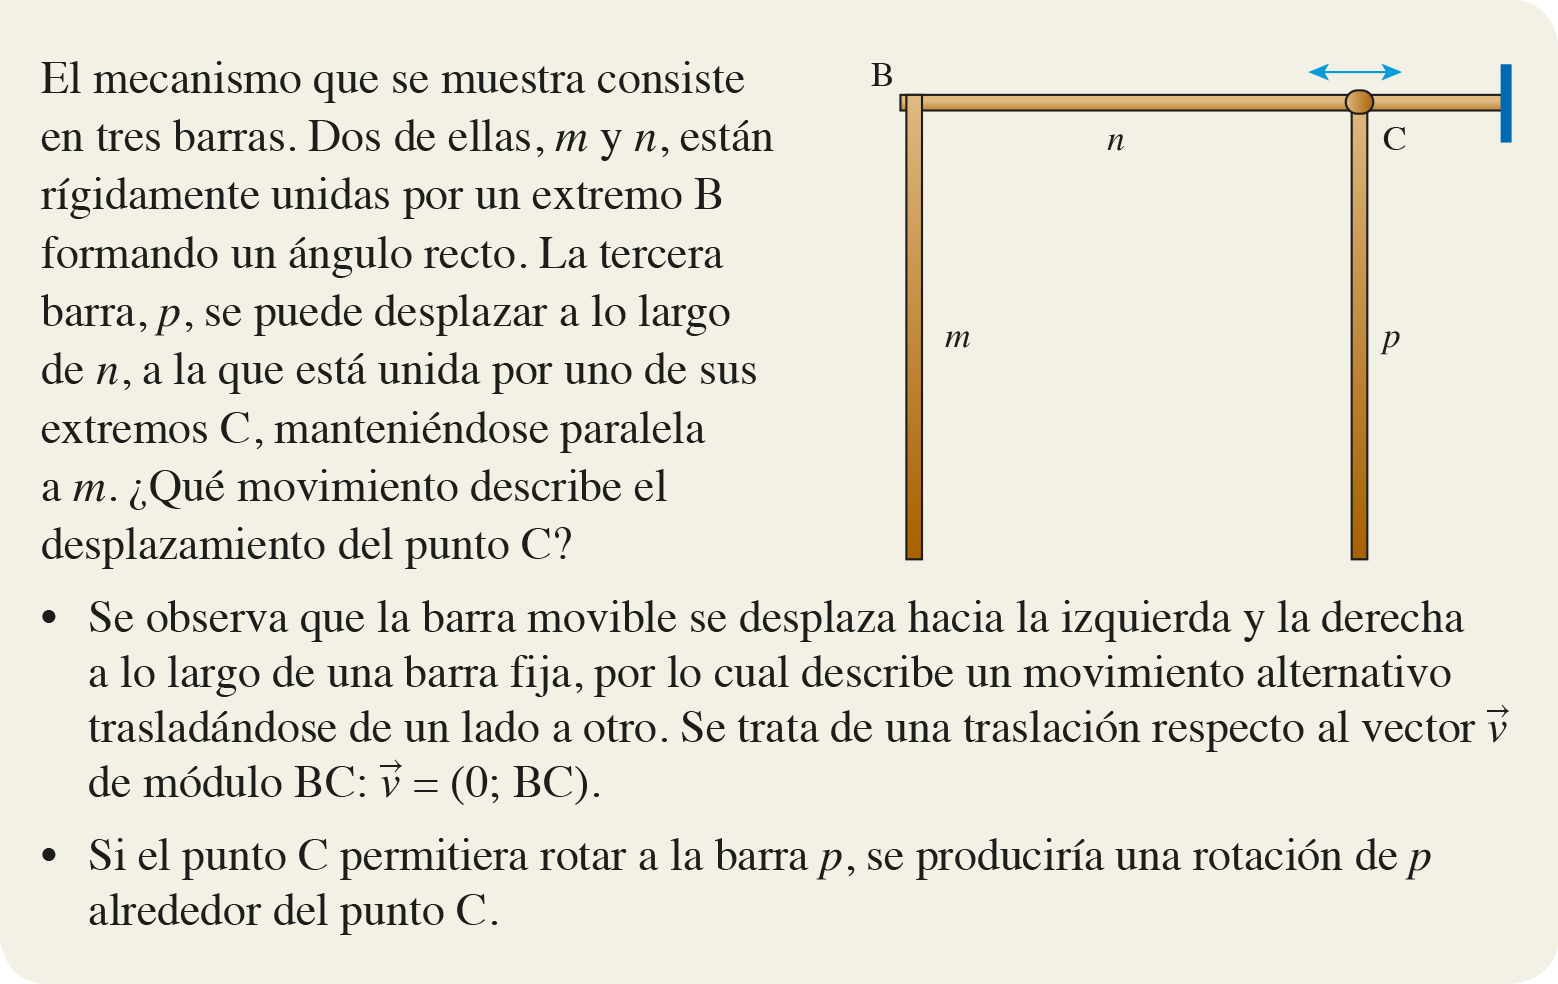 El mecanismo que se muestra consiste
en tres barras. Dos de ellas, m y n, están
rígidamente unidas por un extremo B
formando un ángulo recto. La tercera
barra, p, se puede desplazar a lo largo
de n, a la que está unida por uno de sus
extremos C, manteniéndose paralela
a m. ¿Qué movimiento describe el
desplazamiento del punto C?
B
n
C
m
p
• Se observa que la barra movible se desplaza hacia la izquierda y la derecha
a lo largo de una barra fija, por lo cual describe un movimiento alternativo
trasladándose de un lado a otro. Se trata de una traslación respecto al vector v⃗
de módulo BC: v⃗ = (0; BC).
• Si el punto C permitiera rotar a la barra p, se produciría una rotación de p
alrededor del punto C.